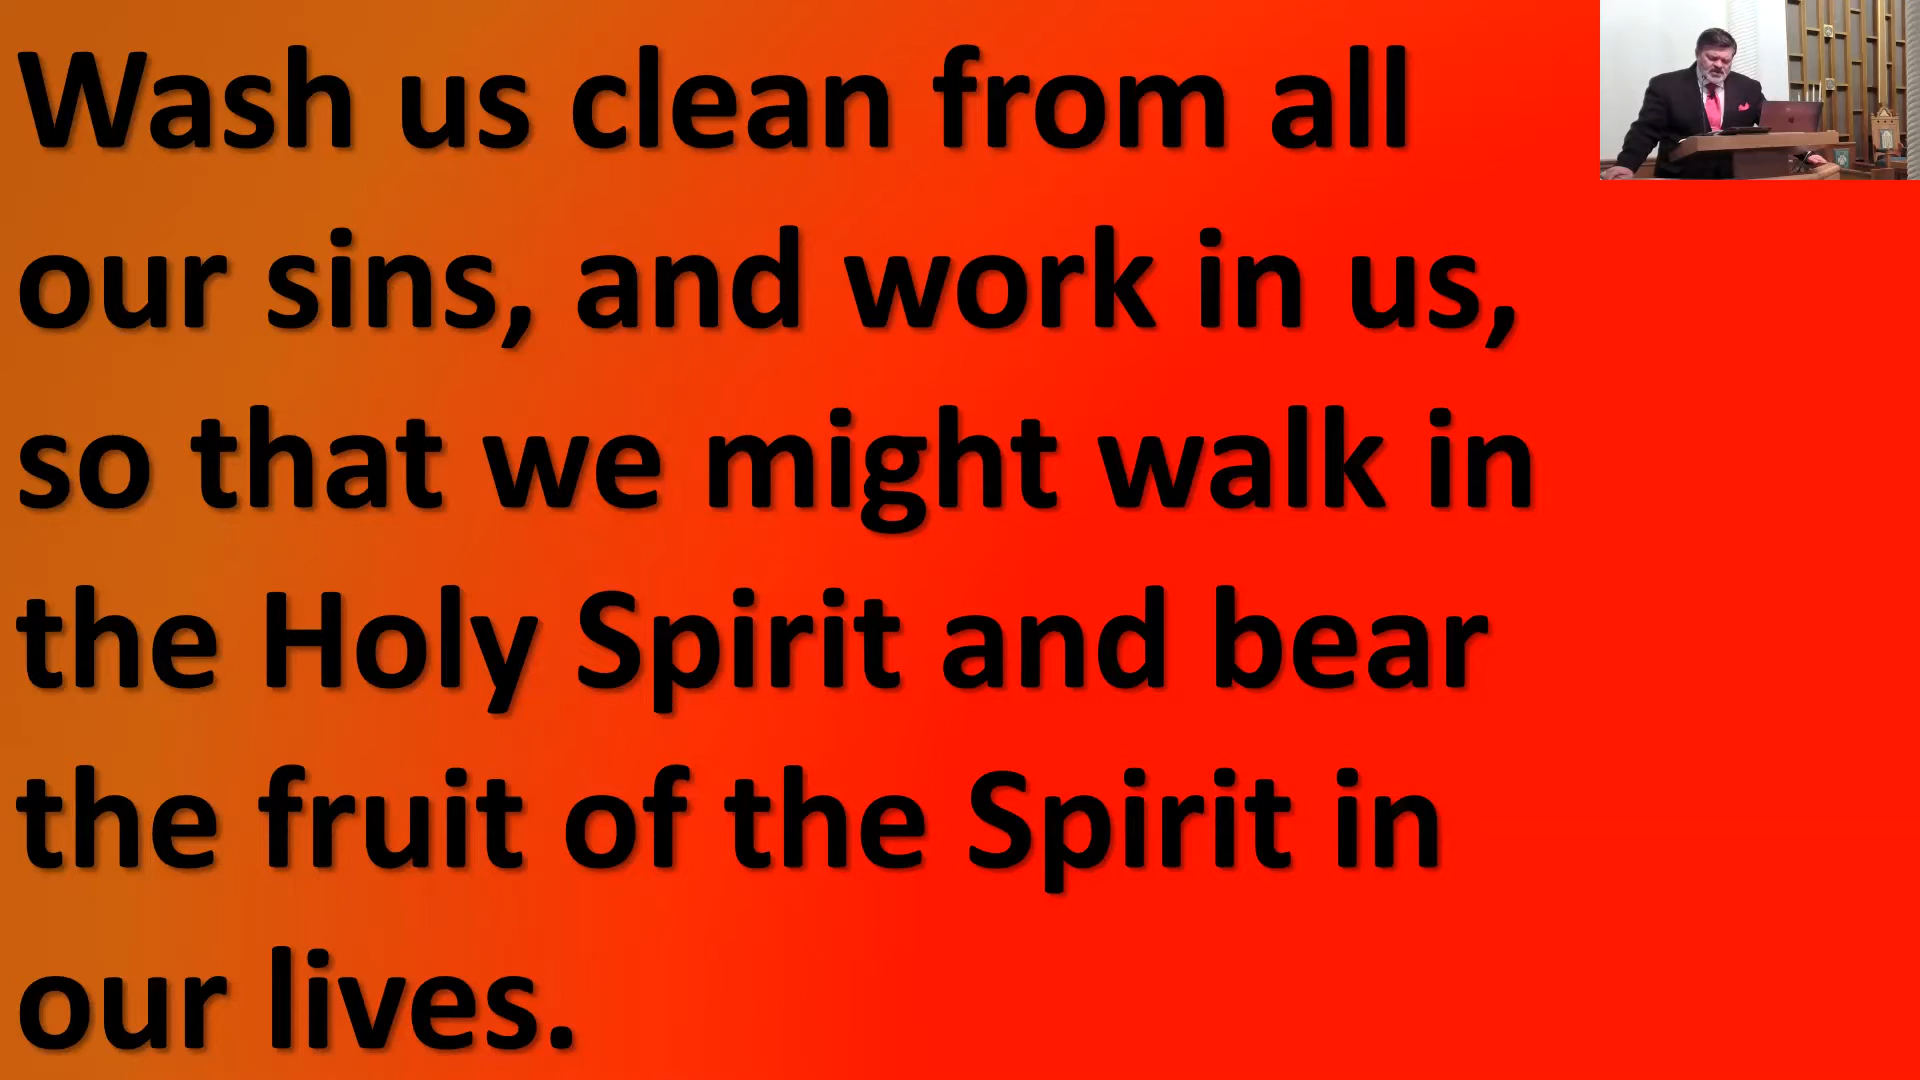 Wash us clean from all
our sins, and work in us,
so that we might walk in
the Holy Spirit and bear
the fruit of the Spirit in
our lives.